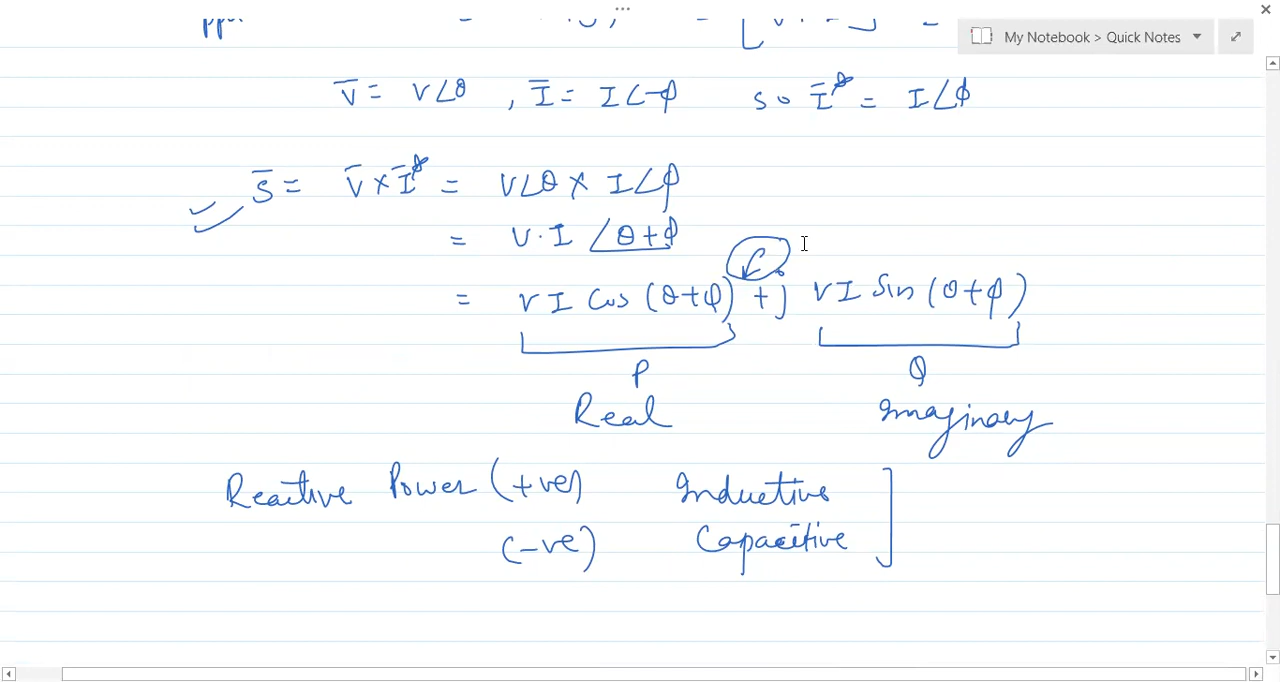 My Notebook > Quick Notes
V̄ = V∠θ , Ī = I∠-φ so Ī* = I∠φ
S̄ = V̄ × Ī* = V∠θ × I∠φ
= V·I ∠θ+φ
= VI Cos (θ+φ) + j VI Sin (θ+φ)
P Q
Real Imaginary
Reactive Power (+ve) Inductive
(-ve) Capacitive